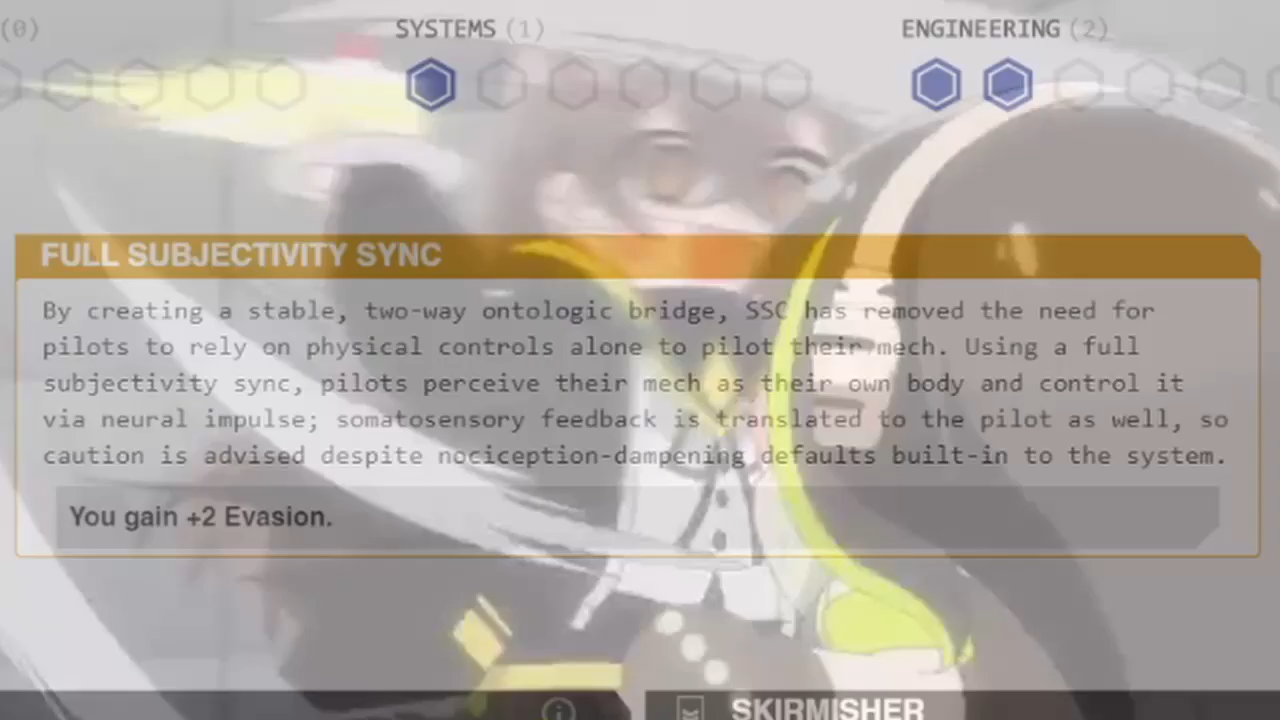 (0) SYSTEMS (1) ENGINEERING (2)
FULL SUBJECTIVITY SYNC
By creating a stable, two-way ontologic bridge, SSC has removed the need for
pilots to rely on physical controls alone to pilot their mech. Using a full
subjectivity sync, pilots perceive their mech as their own body and control it
via neural impulse; somatosensory feedback is translated to the pilot as well, so
caution is advised despite nociception-dampening defaults built-in to the system.
You gain +2 Evasion.
SKIRMISHER